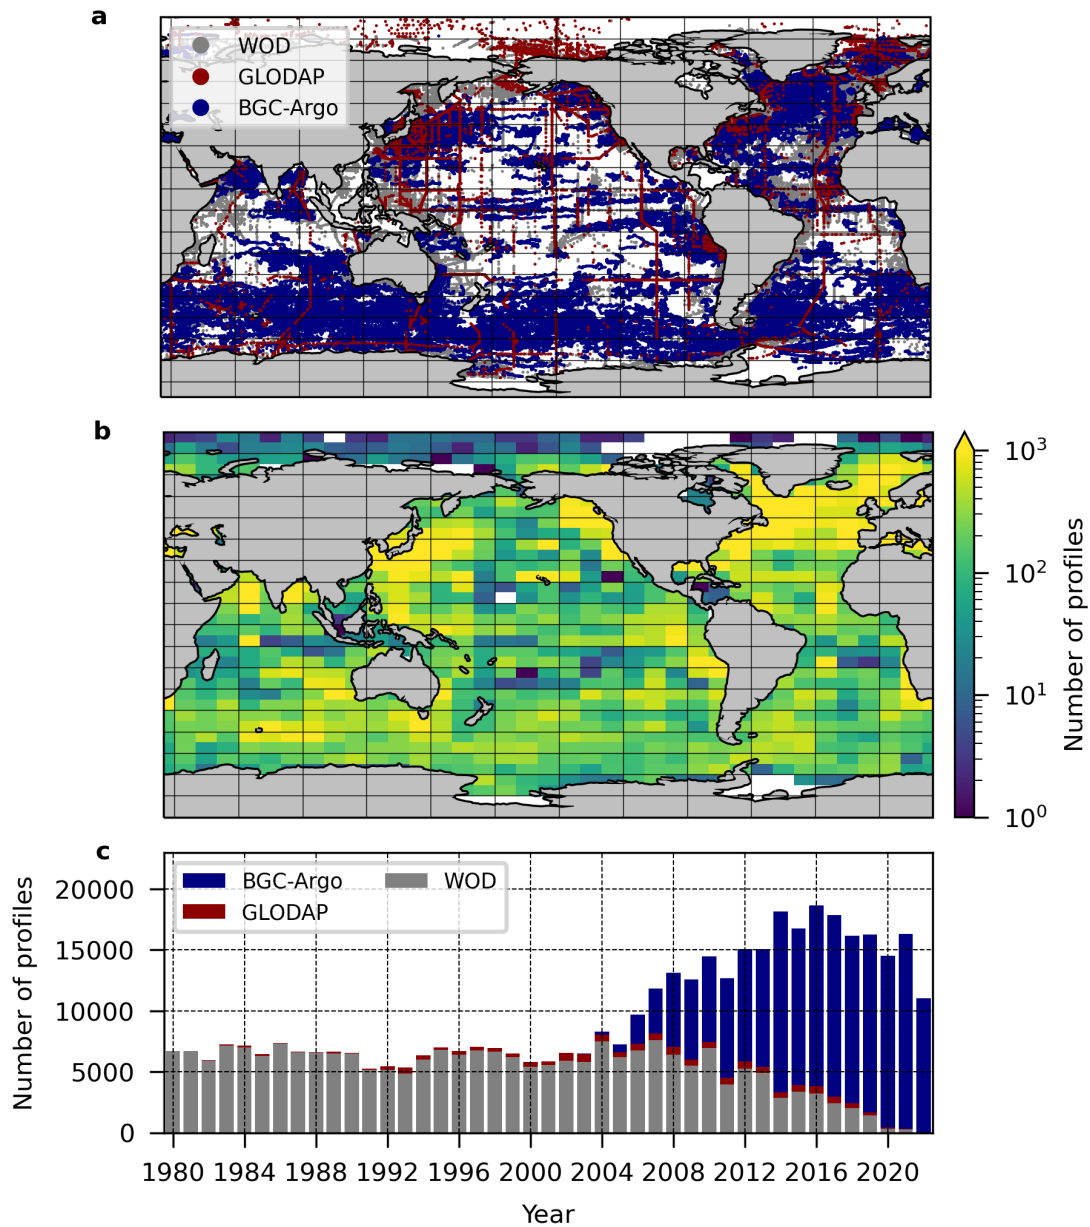 a
WOD
GLODAP
BGC-Argo
b
10³
10²
10¹
10⁰
Number of profiles
c
BGC-Argo
WOD
GLODAP
20000
15000
10000
5000
0
Number of profiles
1980 1984 1988 1992 1996 2000 2004 2008 2012 2016 2020
Year